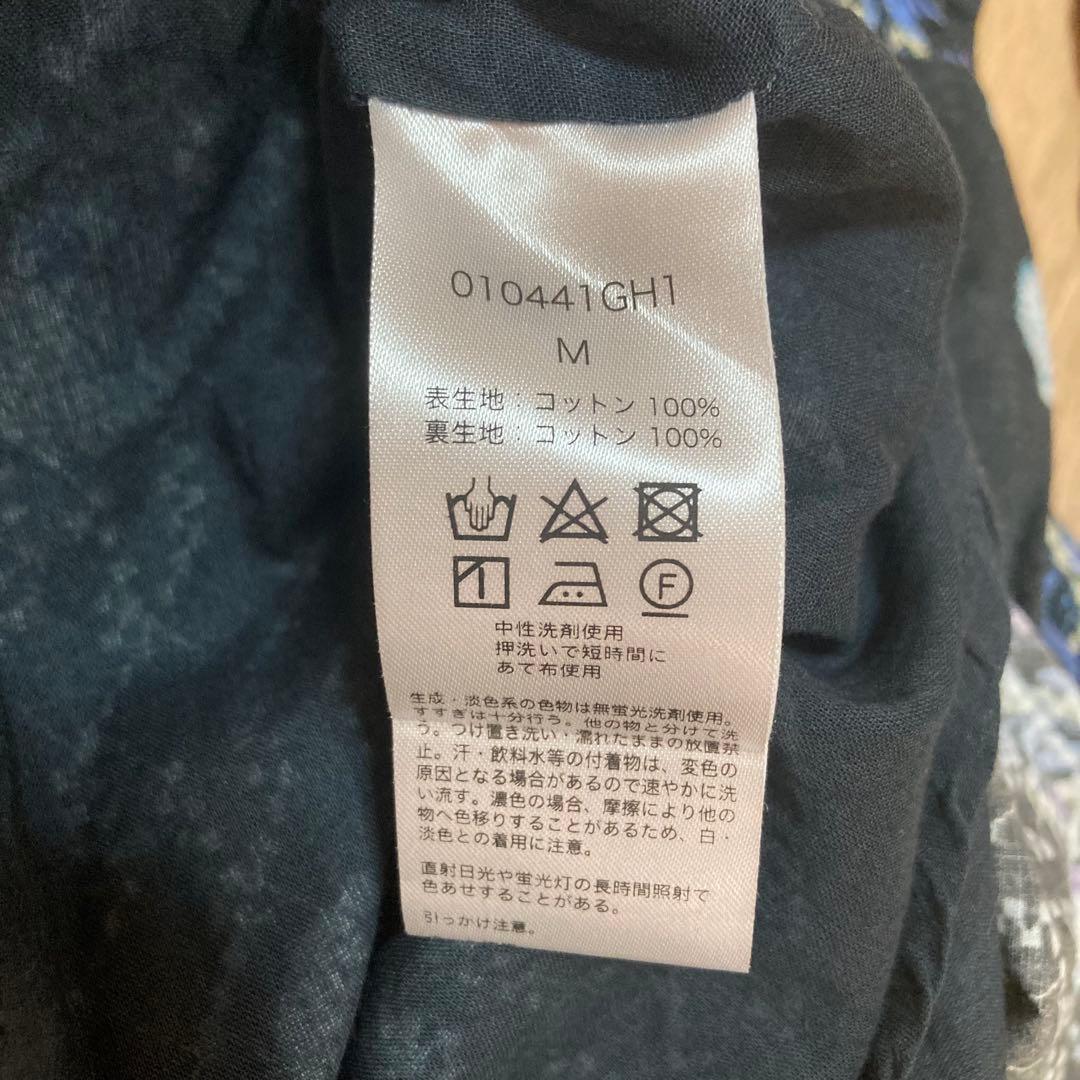 010441GH1
M
表生地：コットン 100%
裏生地：コットン 100%
F
中性洗剤使用
押洗いで短時間に
あて布使用
生成・淡色系の色物は無蛍光洗剤使用。
すすぎは十分行う。他の物と分けて洗
う。つけ置き洗い・濡れたままの放置禁
止。汗・飲料水等の付着物は、変色の
原因となる場合があるので速やかに洗
い流す。濃色の場合、摩擦により他の
物へ色移りすることがあるため、白・
淡色との着用に注意。
直射日光や蛍光灯の長時間照射で
色あせすることがある。
引っかけ注意。